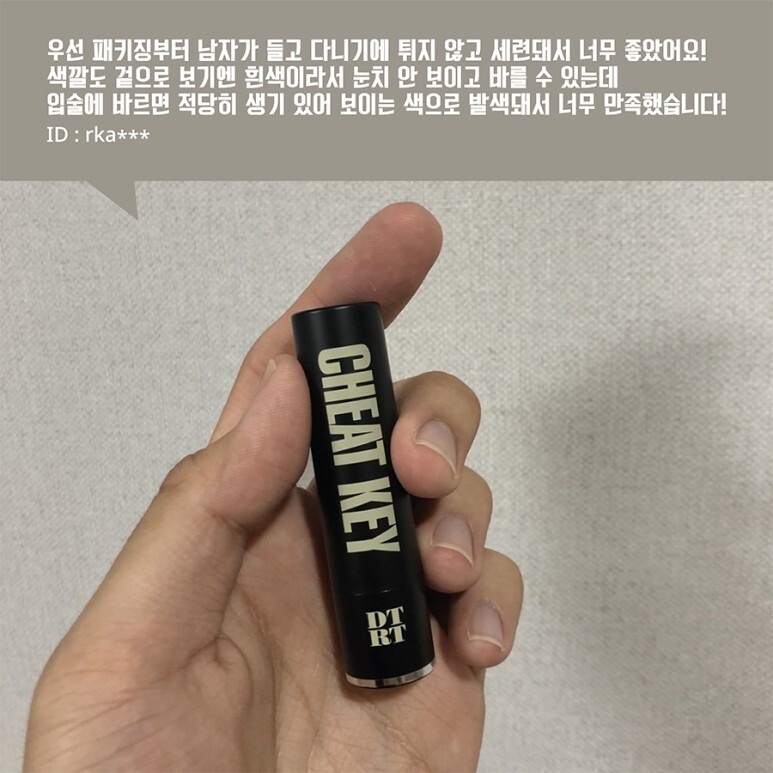 우선 패키징부터 남자가 들고 다니기에 튀지 않고 세련돼서 너무 좋았어요!
색깔도 겉으로 보기엔 흰색이라서 눈치 안 보이고 바를 수 있는데
입술에 바르면 적당히 생기 있어 보이는 색으로 발색돼서 너무 만족했습니다!
ID : rka***
CHEAT KEY
DT
RT